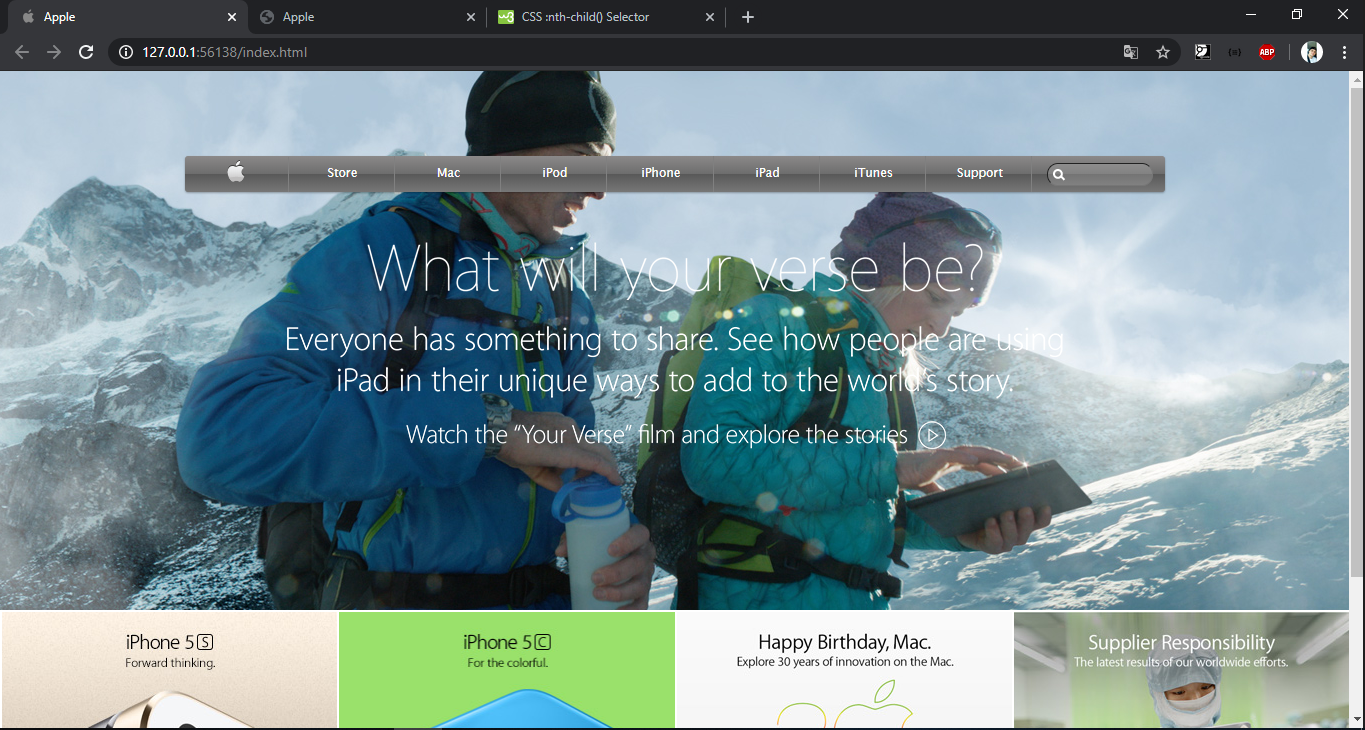 Apple
Apple
CSS :nth-child() Selector
127.0.0.1:56138/index.html
ABP
Store
Mac
iPod
iPhone
iPad
iTunes
Support
What will your verse be?
Everyone has something to share. See how people are using
iPad in their unique ways to add to the world's story.
Watch the “Your Verse” film and explore the stories
iPhone 5S
Forward thinking.
iPhone 5C
For the colorful.
Happy Birthday, Mac.
Explore 30 years of innovation on the Mac.
Supplier Responsibility
The latest results of our worldwide efforts.